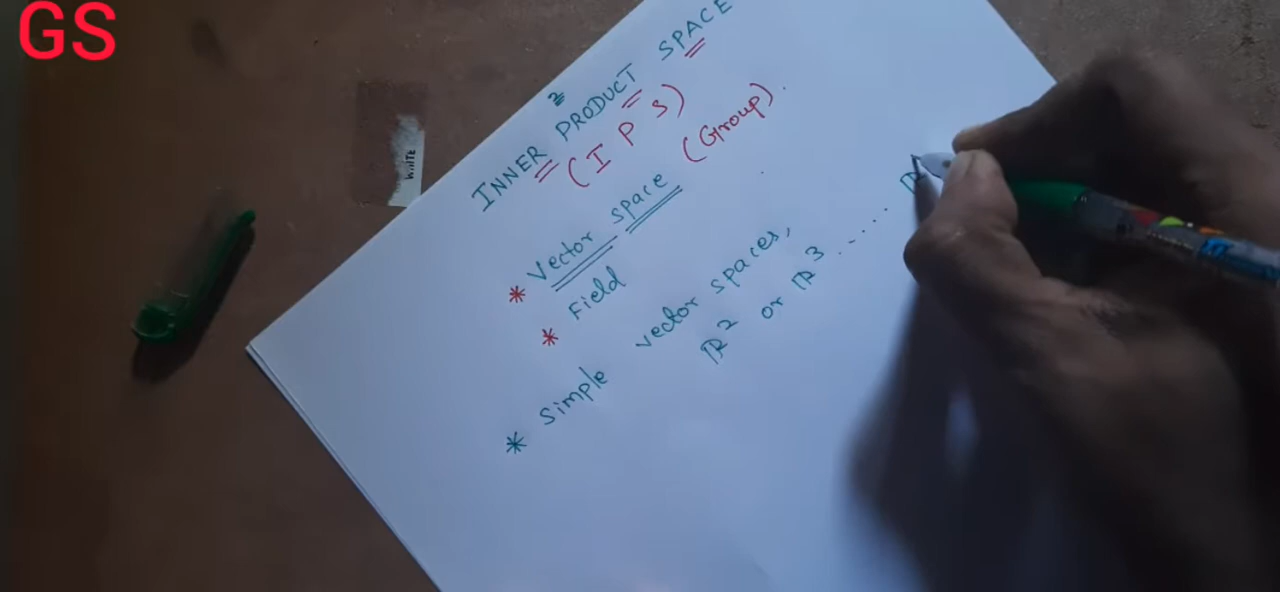 GS
WHITE
INNER PRODUCT SPACE
(I P S)
* Vector space (Group).
* Field
* Simple vector spaces,
ℝ² or ℝ³ .....